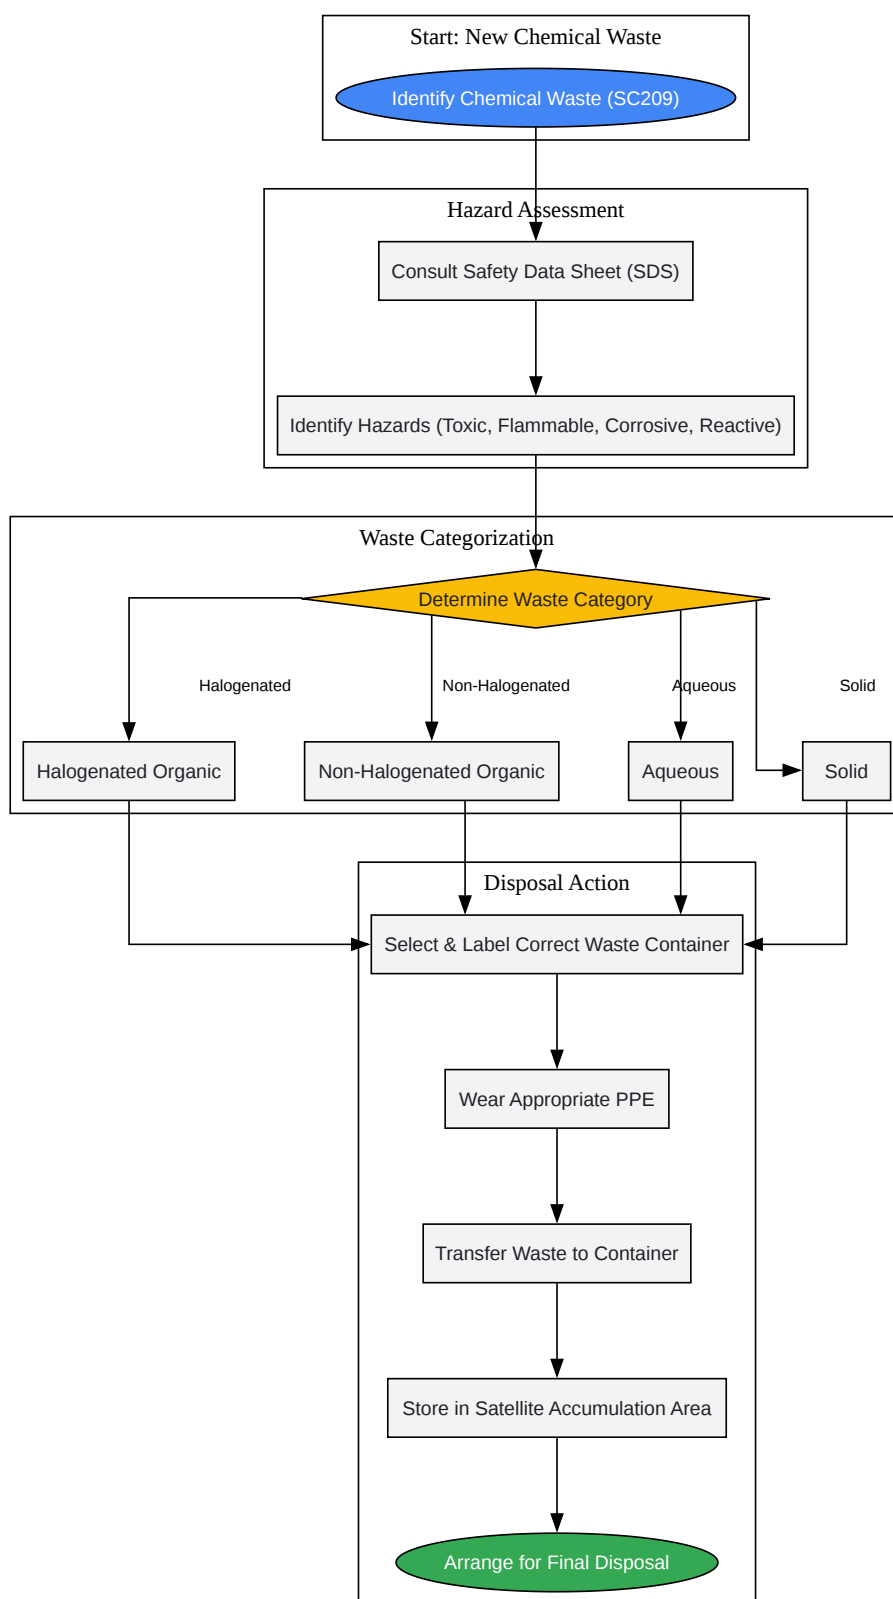 Start: New Chemical Waste
Identify Chemical Waste (SC209)
Hazard Assessment
Consult Safety Data Sheet (SDS)
Identify Hazards (Toxic, Flammable, Corrosive, Reactive)
Waste Categorization
Determine Waste Category
Halogenated
Non-Halogenated
Aqueous
Solid
Halogenated Organic
Non-Halogenated Organic
Aqueous
Solid
Disposal Action
Select & Label Correct Waste Container
Wear Appropriate PPE
Transfer Waste to Container
Store in Satellite Accumulation Area
Arrange for Final Disposal